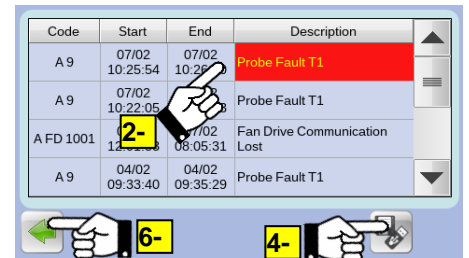 Code Start End Description
A 9 07/02 10:25:54 07/02 Probe Fault T1
A 9 07/02 10:22:05 Probe Fault T1
A FD 1001 08:05:31 Fan Drive Communication Lost
A 9 04/02 09:33:40 04/02 09:35:29 Probe Fault T1
2-
6-
4-